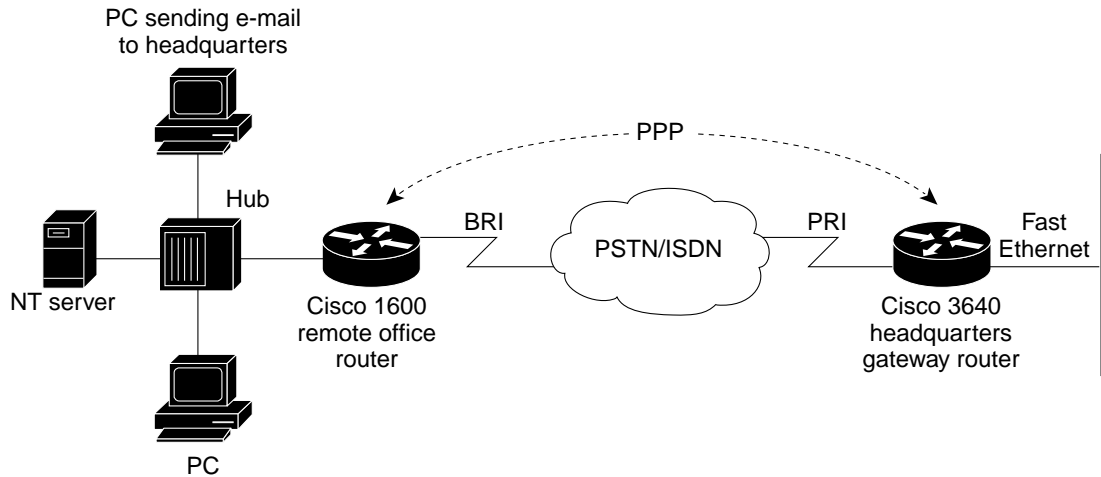 PC sending e-mail
to headquarters
PPP
Hub
BRI
PRI
Fast
Ethernet
PSTN/ISDN
NT server
Cisco 1600
remote office
router
Cisco 3640
headquarters
gateway router
PC